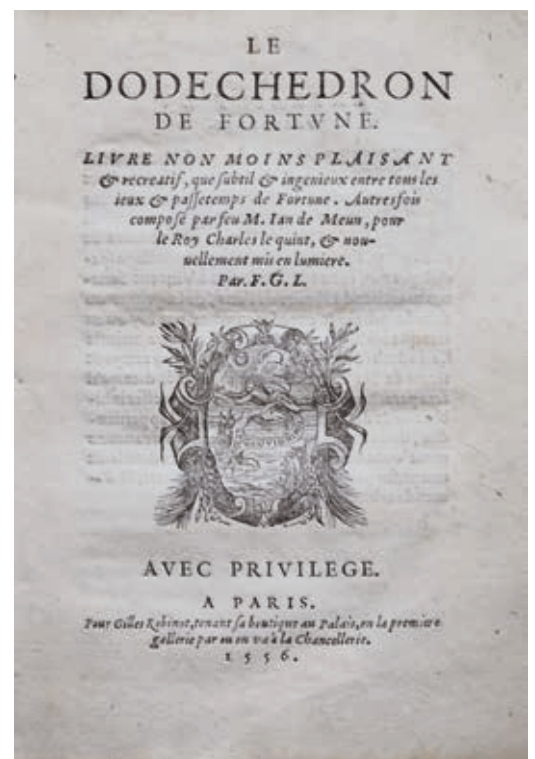 LE
DODECHEDRON
DE FORTVNE.
LIVRE NON MOINS PLAISANT
& recreatif, que subtil & ingenieux entre tous les
ieux & passetemps de Fortune. Autresfois
composé par feu M. Ian de Meun, pour
le Roy Charles le quint, & nou-
uellement mis en lumiere.
Par. F. G. L.
AVEC PRIVILEGE.
A PARIS.
Pour Gilles Robinot, tenant sa boutique au Palais, en la premiere
gallerie par ou on va à la Chancellerie.
1556.